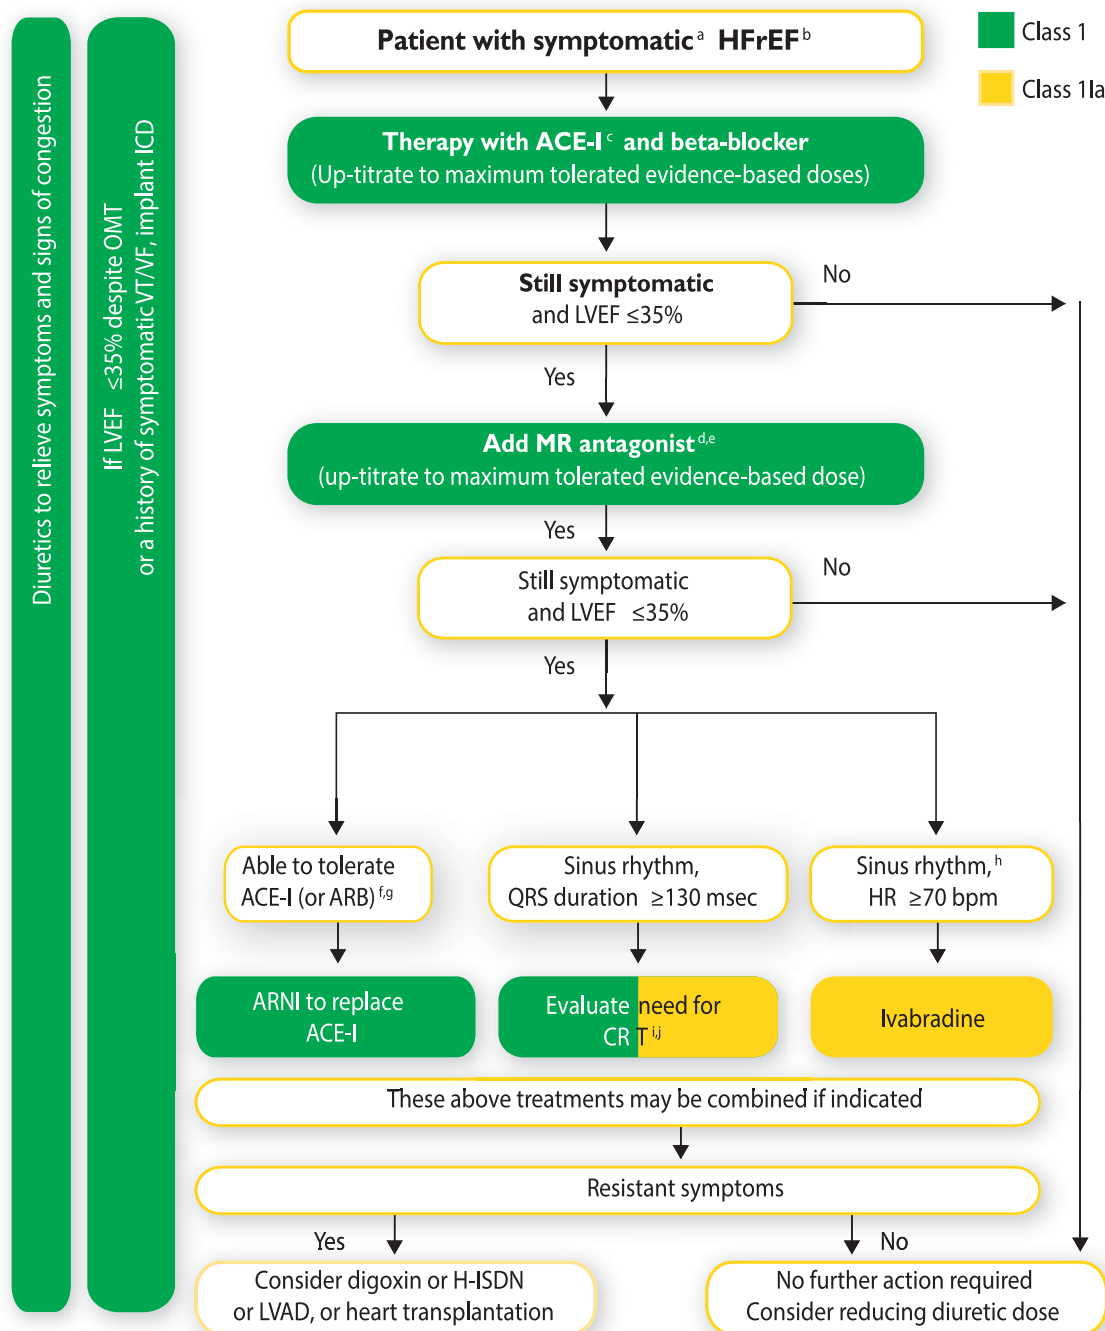 Diuretics to relieve symptoms and signs of congestion
If LVEF ≤35% despite OMT
or a history of symptomatic VT/VF, implant ICD
Patient with symptomatic a HFrEF b
Class 1
Class 1Ia
Therapy with ACE-I c and beta-blocker
(Up-titrate to maximum tolerated evidence-based doses)
Still symptomatic
and LVEF ≤35%
No
Yes
Add MR antagonist d,e
(up-titrate to maximum tolerated evidence-based dose)
Yes
Still symptomatic
and LVEF ≤35%
No
Yes
Able to tolerate
ACE-I (or ARB) f,g
Sinus rhythm,
QRS duration ≥130 msec
Sinus rhythm, h
HR ≥70 bpm
ARNI to replace
ACE-I
Evaluate need for
CR T i,j
Ivabradine
These above treatments may be combined if indicated
Resistant symptoms
Yes
No
Consider digoxin or H-ISDN
or LVAD, or heart transplantation
No further action required
Consider reducing diuretic dose